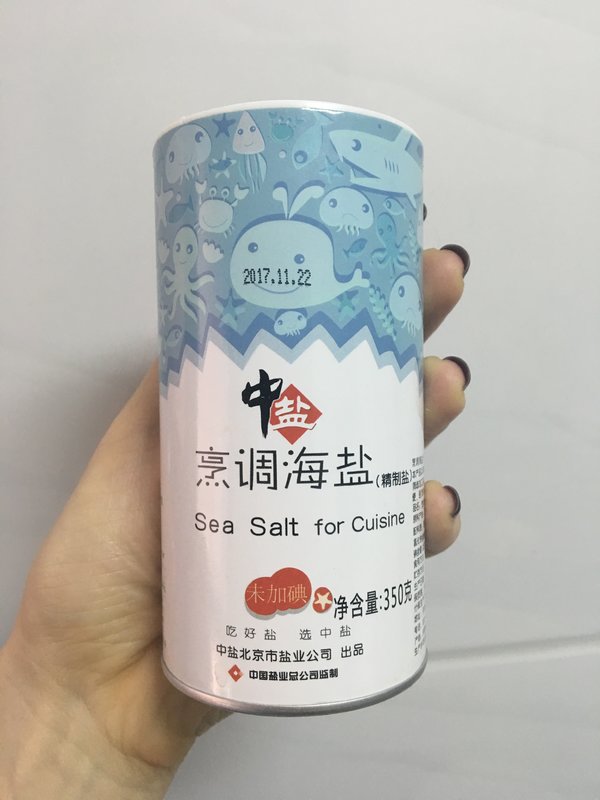 2017.11.22
中盐
烹调海盐(精制盐)
Sea Salt for Cuisine
未加碘
净含量:350克
吃好盐 选中盐
中盐北京市盐业公司 出品
中国盐业总公司监制